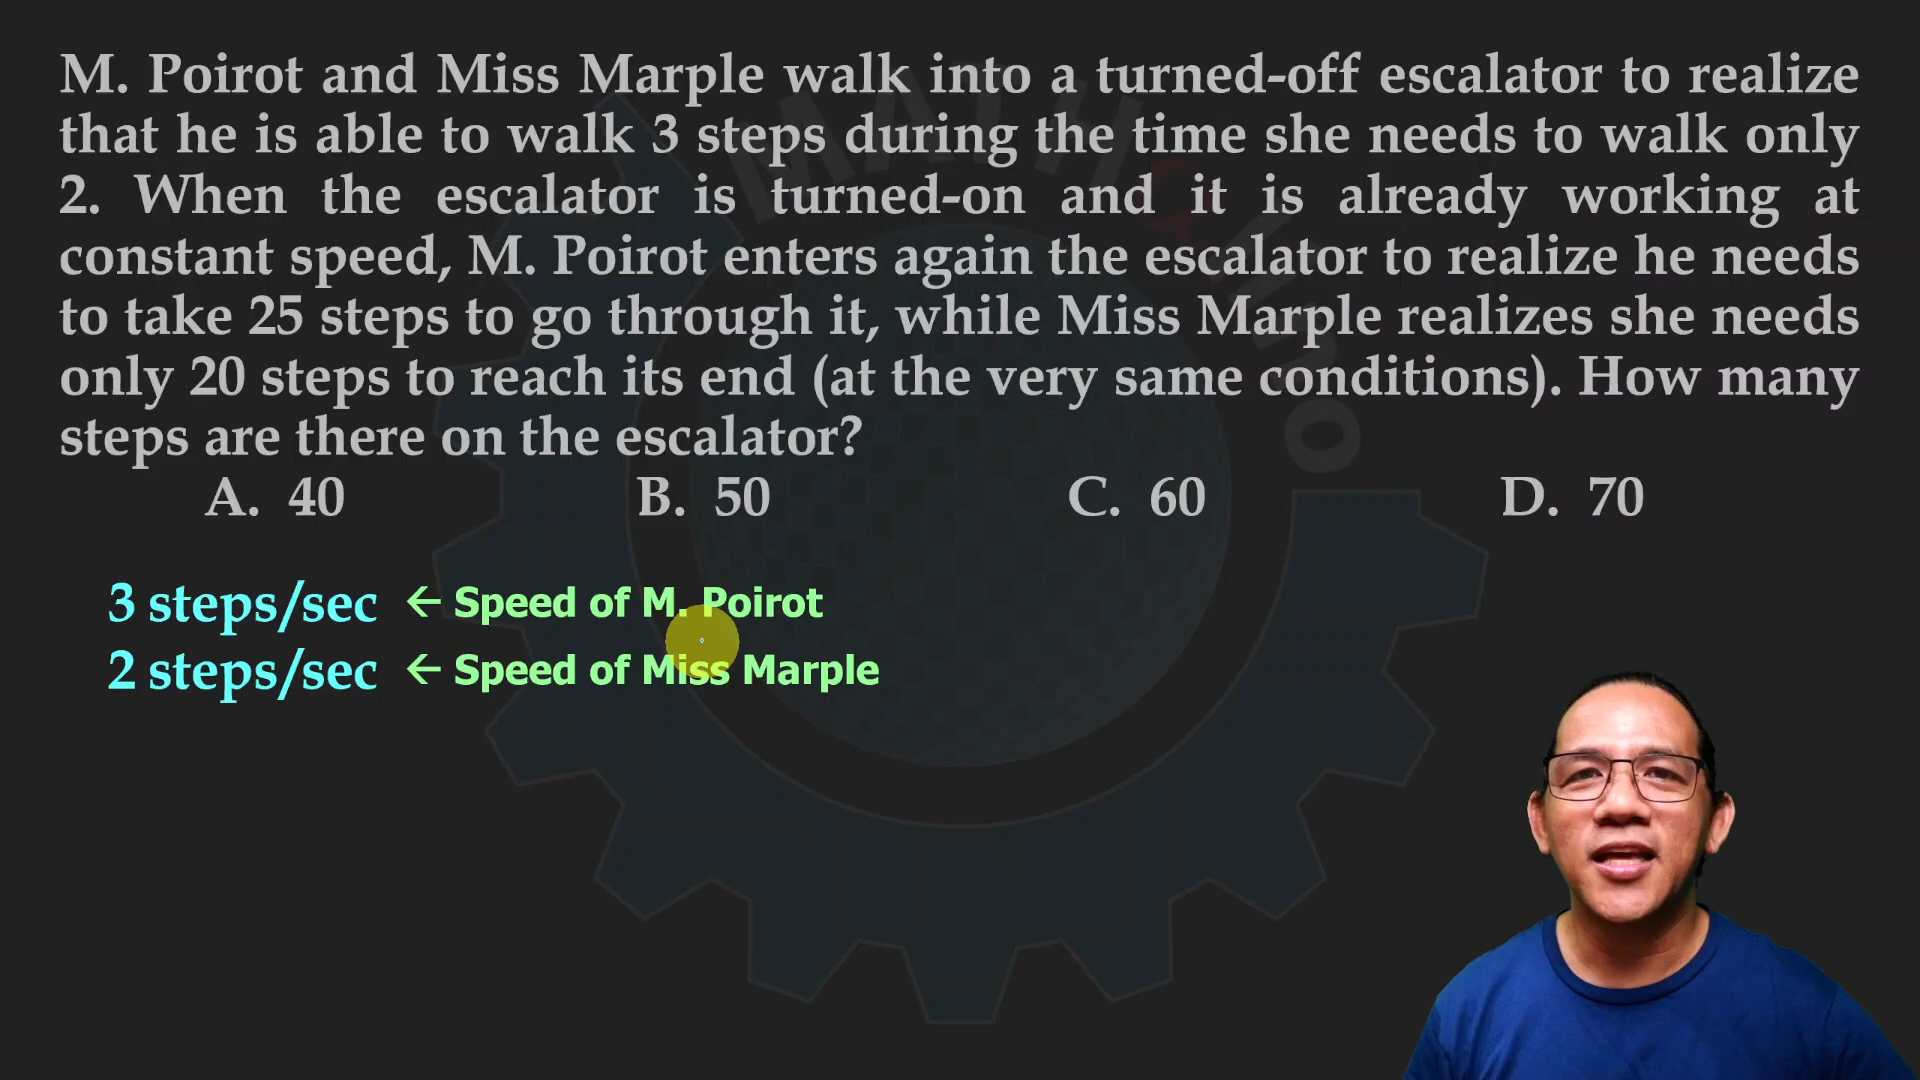 M. Poirot and Miss Marple walk into a turned-off escalator to realize
that he is able to walk 3 steps during the time she needs to walk only
2. When the escalator is turned-on and it is already working at
constant speed, M. Poirot enters again the escalator to realize he needs
to take 25 steps to go through it, while Miss Marple realizes she needs
only 20 steps to reach its end (at the very same conditions). How many
steps are there on the escalator?
A. 40 B. 50 C. 60 D. 70
3 steps/sec ← Speed of M. Poirot
2 steps/sec ← Speed of Miss Marple